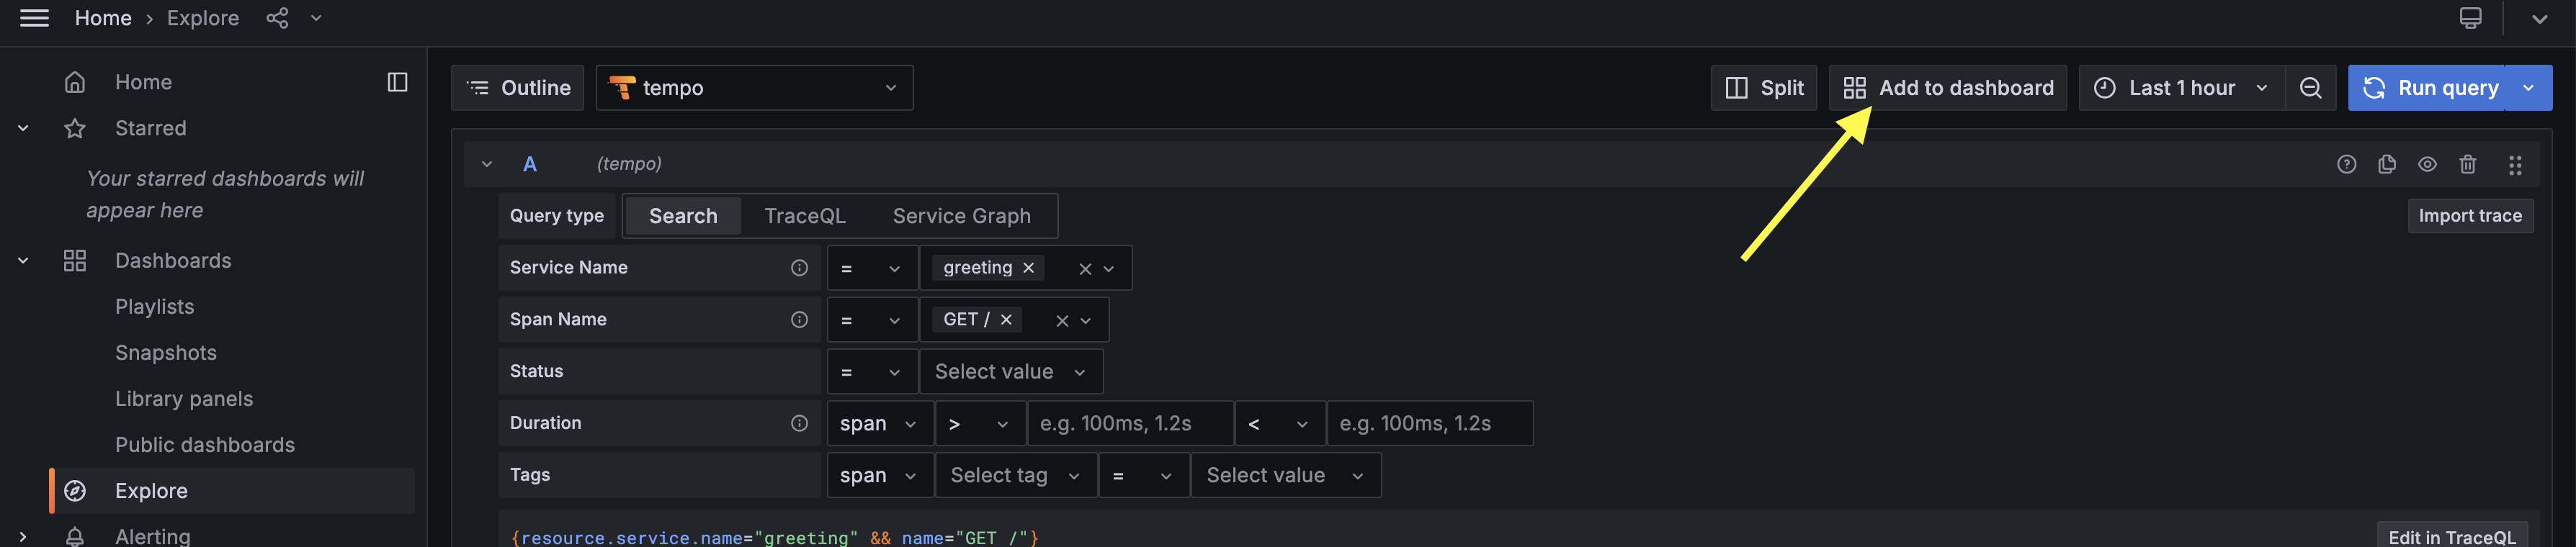 Home › Explore
Home
Starred
Your starred dashboards will
appear here
Dashboards
Playlists
Snapshots
Library panels
Public dashboards
Explore
Alerting
Outline
tempo
Split
Add to dashboard
Last 1 hour
Run query
A (tempo)
Query type Search TraceQL Service Graph
Import trace
Service Name = greeting
Span Name = GET /
Status = Select value
Duration span > e.g. 100ms, 1.2s < e.g. 100ms, 1.2s
Tags span Select tag = Select value
{resource.service.name="greeting" && name="GET /"}
Edit in TraceQL